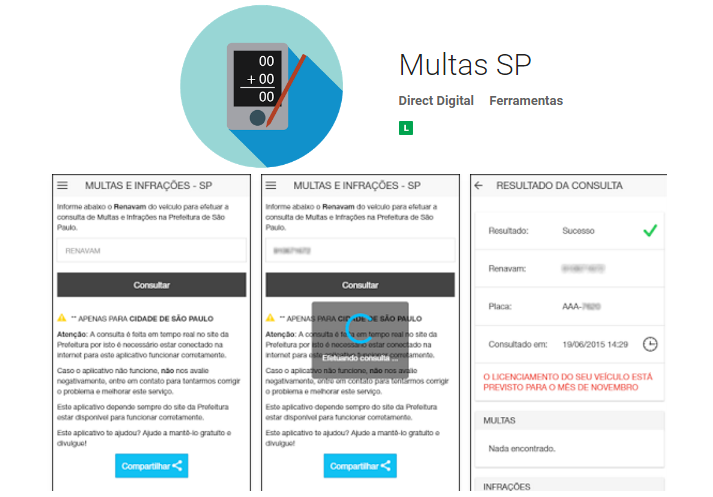 00
+ 00
00
Multas SP
Direct Digital Ferramentas
L
MULTAS E INFRAÇÕES - SP
Informe abaixo o Renavam do veículo para efetuar a
consulta de Multas e Infrações na Prefeitura de São
Paulo.
RENAVAM
Consultar
** APENAS PARA CIDADE DE SÃO PAULO
Atenção: A consulta é feita em tempo real no site da
Prefeitura por isto é necessário estar conectado na
internet para este aplicativo funcionar corretamente.
Caso o aplicativo não funcione, não nos avalie
negativamente, entre em contato para tentarmos corrigir
o problema e melhorar este serviço.
Este aplicativo depende sempre do site da Prefeitura
estar disponível para funcionar corretamente.
Este aplicativo te ajudou? Ajude a mantê-lo gratuito e
divulgue!
Compartilhar
MULTAS E INFRAÇÕES - SP
Informe abaixo o Renavam do veículo para efetuar a
consulta de Multas e Infrações na Prefeitura de São
Paulo.
Consultar
** APENAS PARA CIDADE DE SÃO PAULO
Atenção: A consulta é feita em tempo real no site da
Prefeitura por isto é necessário estar conectado na
internet para este aplicativo funcionar corretamente.
Efetuando consulta ...
Caso o aplicativo não funcione, não nos avalie
negativamente, entre em contato para tentarmos corrigir
o problema e melhorar este serviço.
Este aplicativo depende sempre do site da Prefeitura
estar disponível para funcionar corretamente.
Este aplicativo te ajudou? Ajude a mantê-lo gratuito e
divulgue!
Compartilhar
RESULTADO DA CONSULTA
Resultado: Sucesso
Renavam:
Placa: AAA-
Consultado em: 19/06/2015 14:29
O LICENCIAMENTO DO SEU VEÍCULO ESTÁ
PREVISTO PARA O MÊS DE NOVEMBRO
MULTAS
Nada encontrado.
INFRAÇÕES